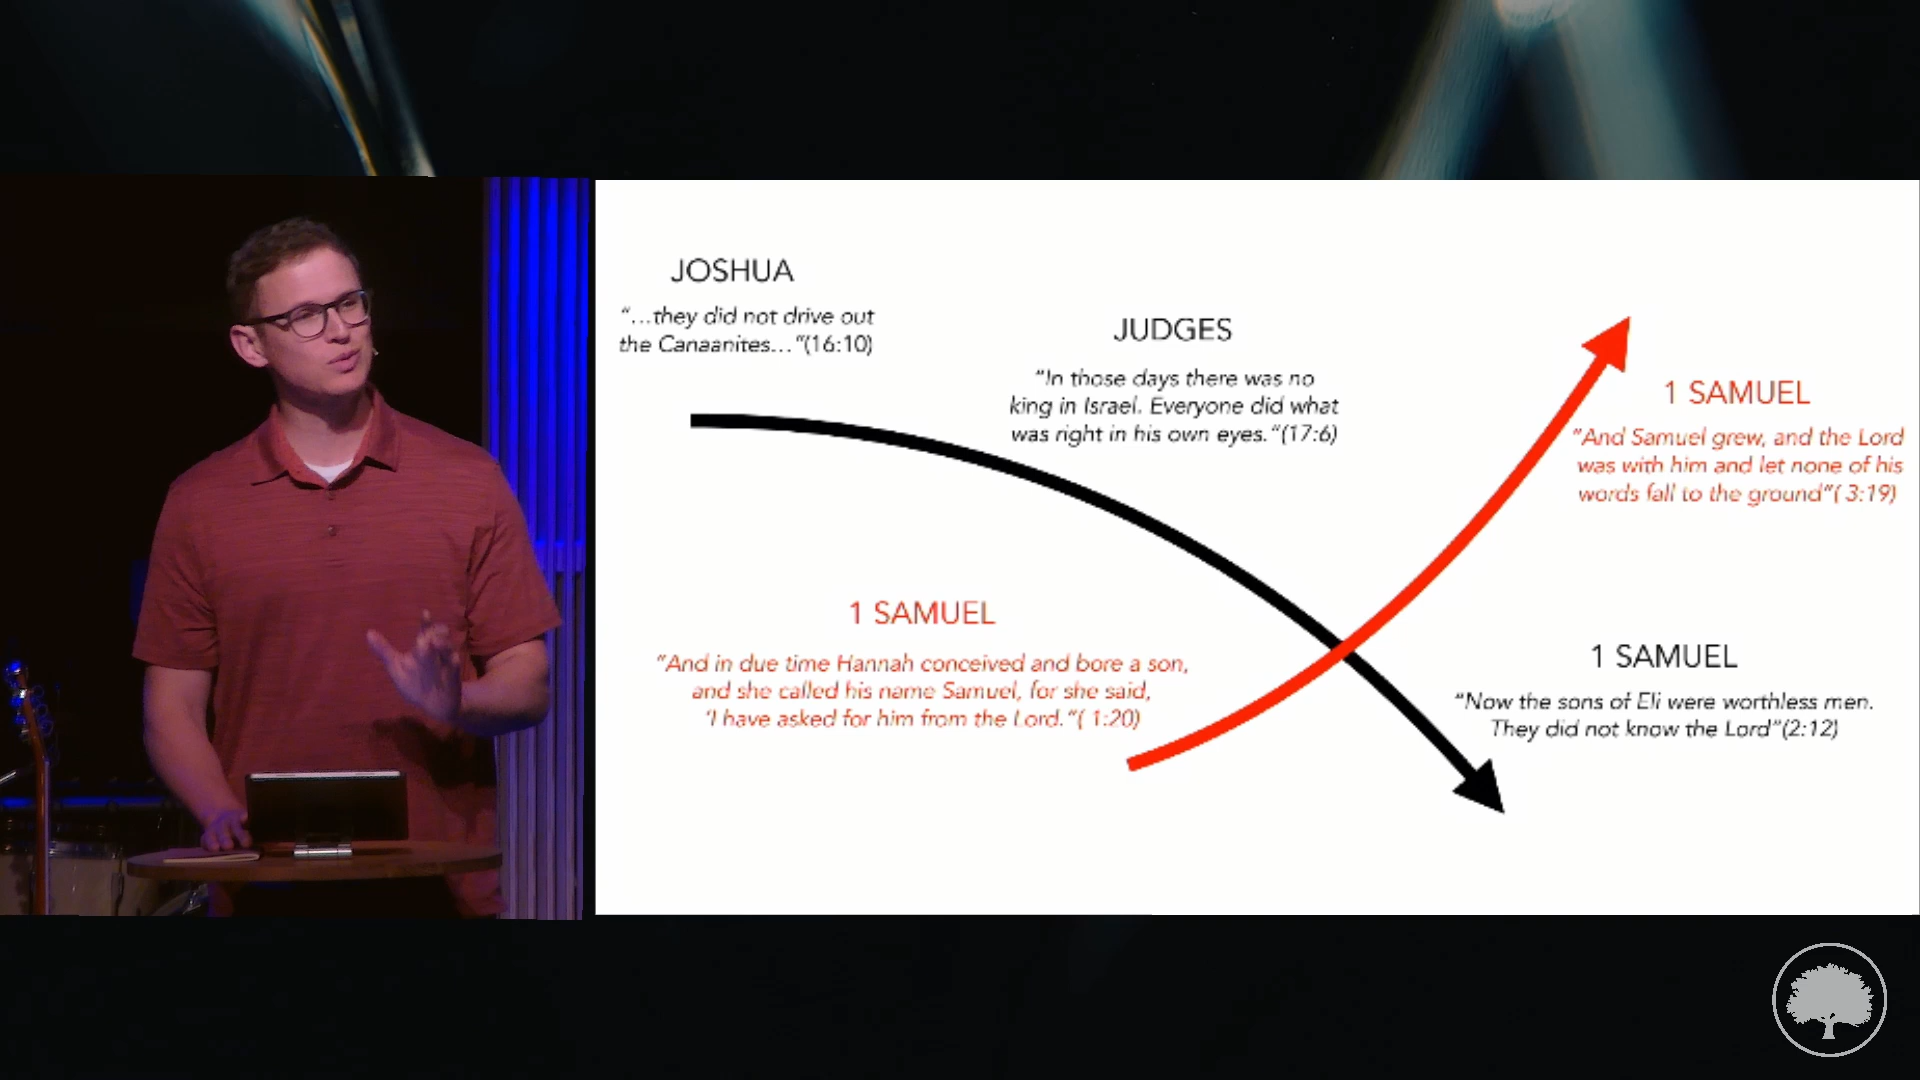 JOSHUA
“...they did not drive out
the Canaanites...”(16:10)
JUDGES
“In those days there was no
king in Israel. Everyone did what
was right in his own eyes.”(17:6)
1 SAMUEL
“And Samuel grew, and the Lord
was with him and let none of his
words fall to the ground”( 3:19)
1 SAMUEL
“And in due time Hannah conceived and bore a son,
and she called his name Samuel, for she said,
‘I have asked for him from the Lord.”( 1:20)
1 SAMUEL
“Now the sons of Eli were worthless men.
They did not know the Lord”(2:12)